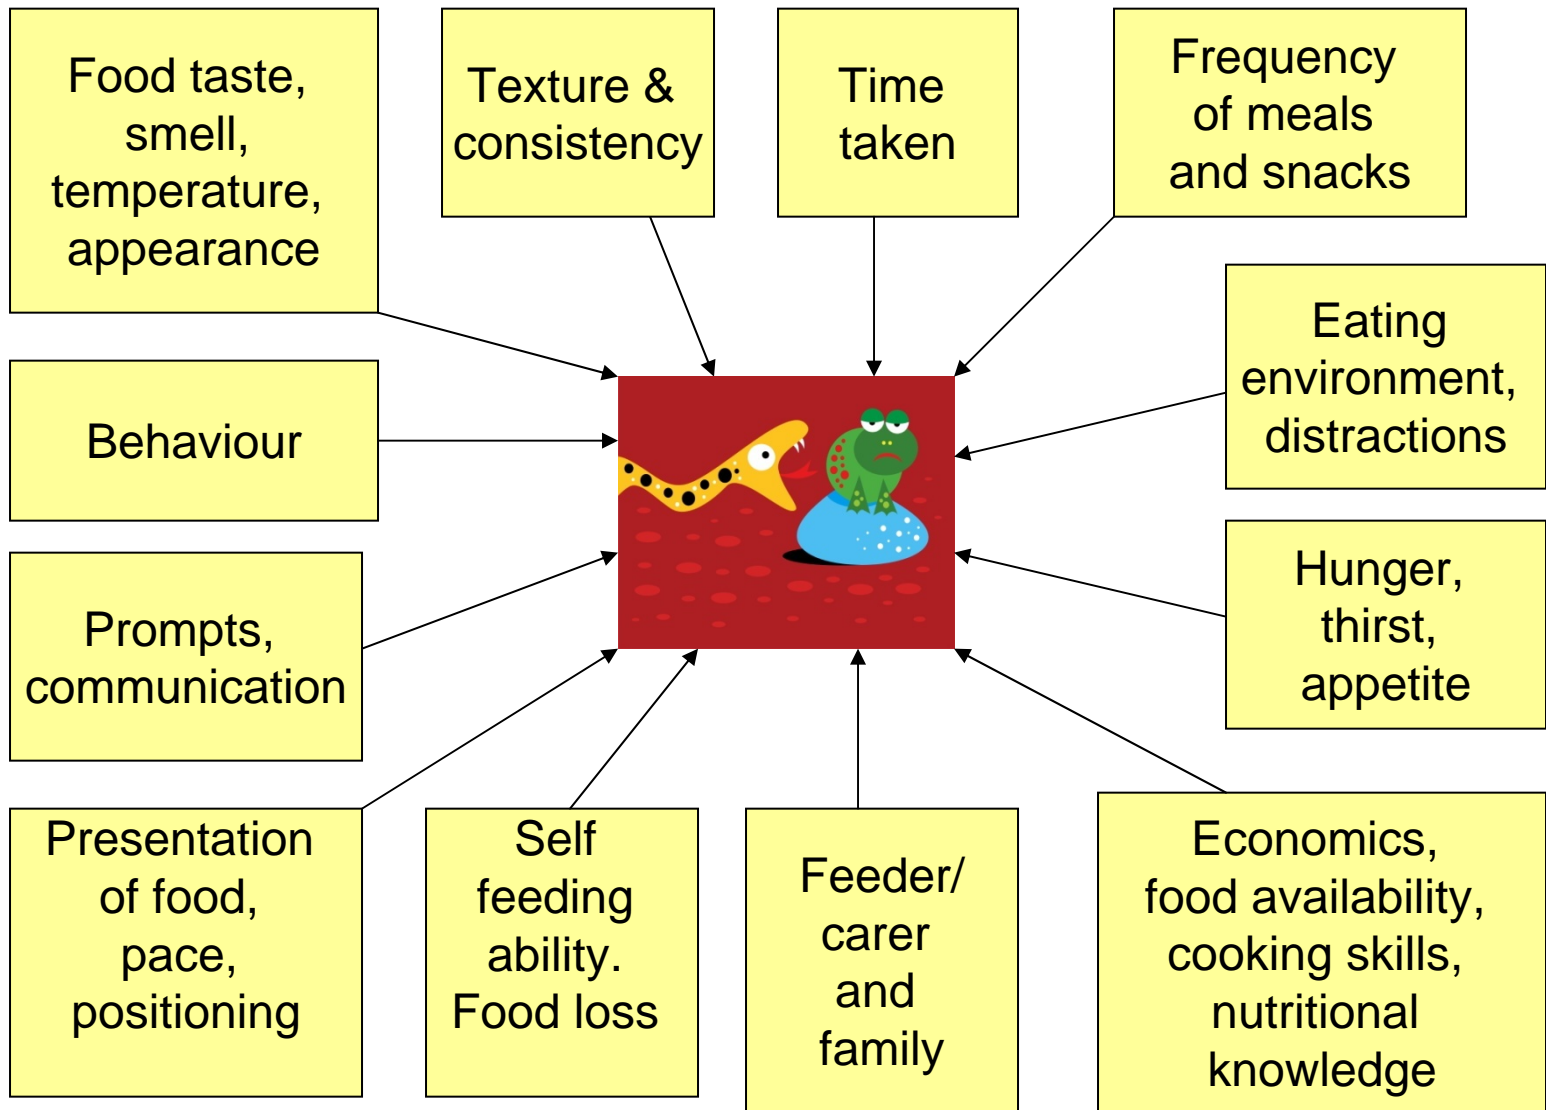 Food taste,
smell,
temperature,
appearance
Texture &
consistency
Time
taken
Frequency
of meals
and snacks
Behaviour
Eating
environment,
distractions
Prompts,
communication
Hunger,
thirst,
appetite
Presentation
of food,
pace,
positioning
Self
feeding
ability.
Food loss
Feeder/
carer
and
family
Economics,
food availability,
cooking skills,
nutritional
knowledge